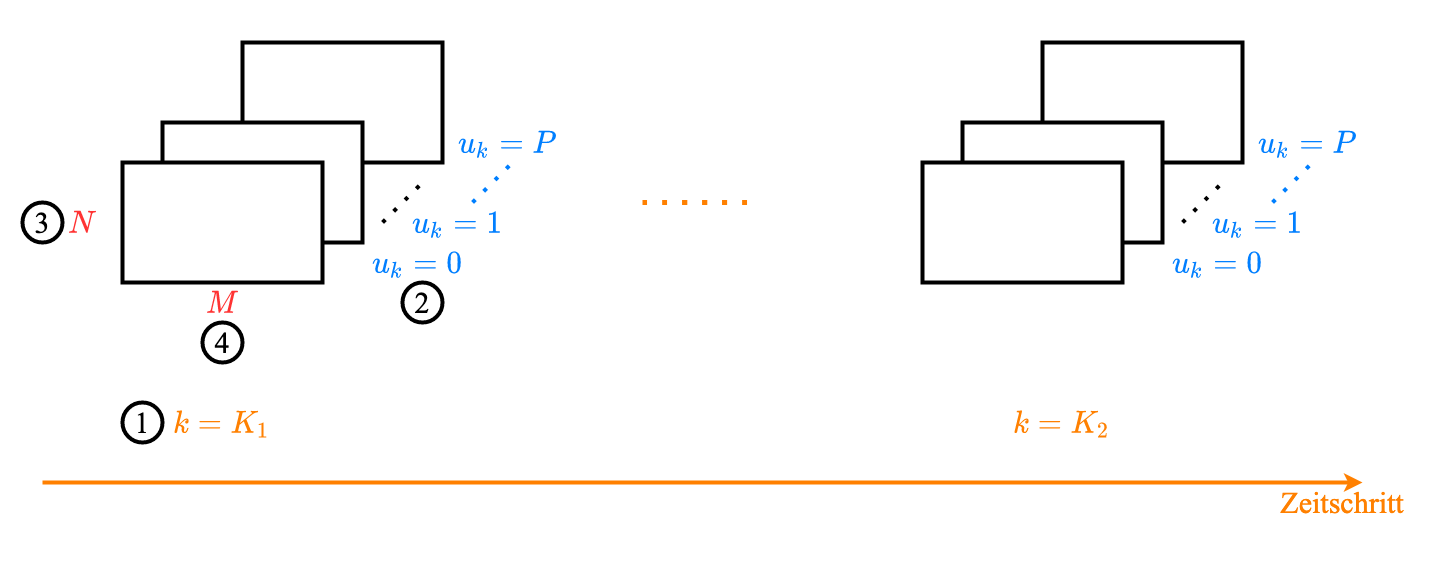 u_k = P
u_k = P
③ N
u_k = 1
u_k = 1
u_k = 0
u_k = 0
M
②
④
① k = K_1
k = K_2
Zeitschritt